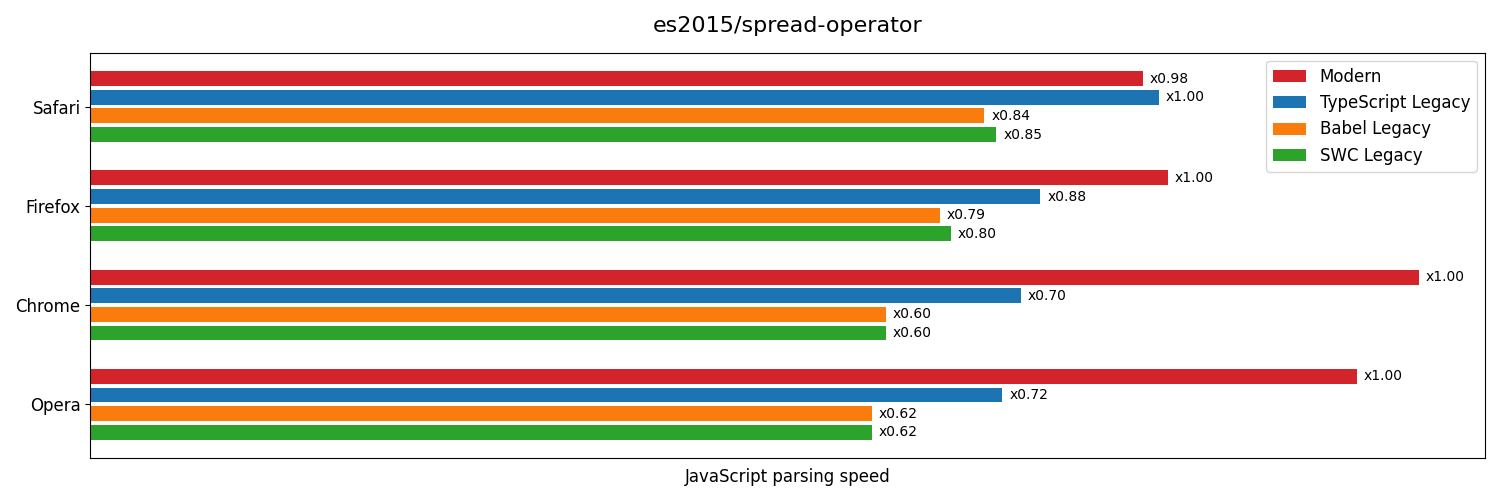 es2015/spread-operator
Safari
x0.98
x1.00
x0.84
x0.85
Firefox
x1.00
x0.88
x0.79
x0.80
Chrome
x1.00
x0.70
x0.60
x0.60
Opera
x1.00
x0.72
x0.62
x0.62
Modern
TypeScript Legacy
Babel Legacy
SWC Legacy
JavaScript parsing speed